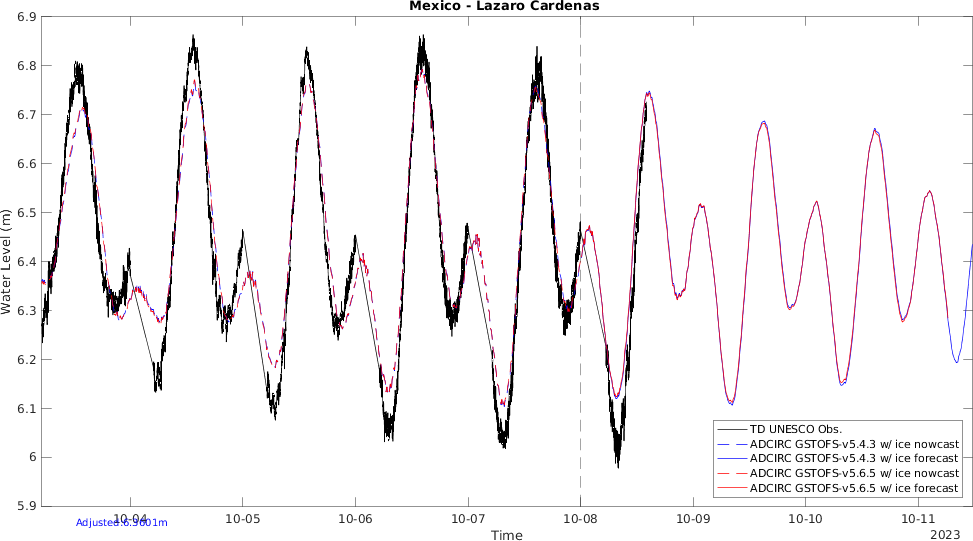 Mexico - Lazaro Cardenas
6.9
6.8
6.7
6.6
6.5
6.4
6.3
6.2
6.1
6
5.9
Water Level (m)
TD UNESCO Obs.
ADCIRC GSTOFS-v5.4.3 w/ ice nowcast
ADCIRC GSTOFS-v5.4.3 w/ ice forecast
ADCIRC GSTOFS-v5.6.5 w/ ice nowcast
ADCIRC GSTOFS-v5.6.5 w/ ice forecast
10-04 10-05 10-06 10-07 10-08 10-09 10-10 10-11
Adjusted:6.3601m
Time
2023